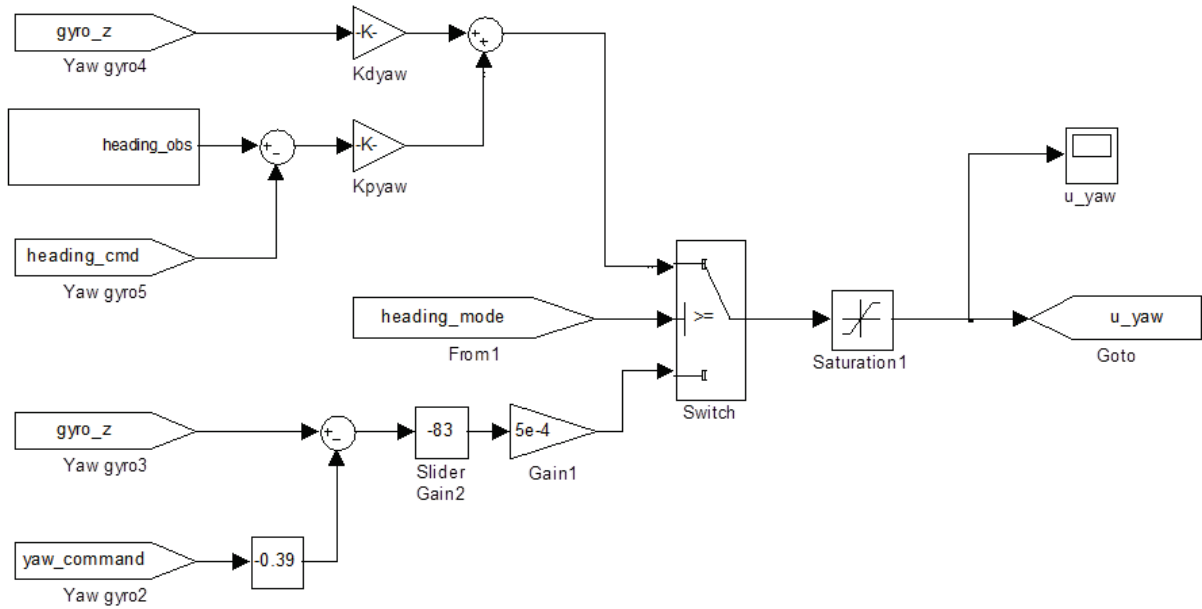 gyro_z
-K-
+
+
Yaw gyro4
Kdyaw
heading_obs
+
-
-K-
Kpyaw
u_yaw
heading_cmd
Yaw gyro5
heading_mode
From1
>=
Switch
Saturation1
u_yaw
Goto
gyro_z
Yaw gyro3
+
-
-83
Slider
Gain2
5e-4
Gain1
yaw_command
Yaw gyro2
-0.39